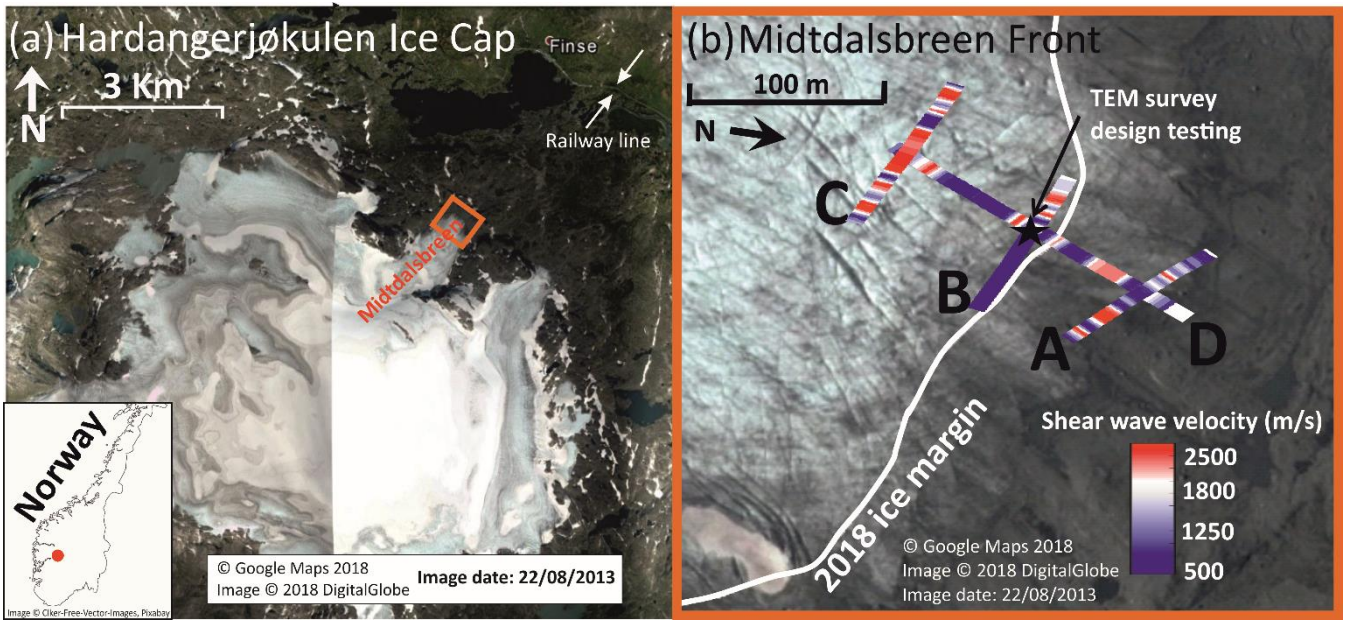 (a) Hardangerjøkulen Ice Cap
Finse
3 Km
N
Railway line
Midtdalsbreen
Norway
Image © Clker-Free-Vector-Images, Pixabay
© Google Maps 2018
Image © 2018 DigitalGlobe
Image date: 22/08/2013
(b) Midtdalsbreen Front
100 m
N
TEM survey
design testing
C
B
A
D
Shear wave velocity (m/s)
2500
1800
1250
500
2018 ice margin
© Google Maps 2018
Image © 2018 DigitalGlobe
Image date: 22/08/2013